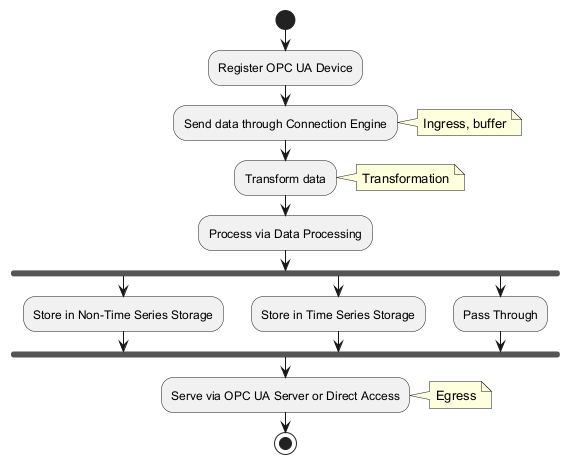 Register OPC UA Device
Send data through Connection Engine
Ingress, buffer
Transform data
Transformation
Process via Data Processing
Store in Non-Time Series Storage
Store in Time Series Storage
Pass Through
Serve via OPC UA Server or Direct Access
Egress